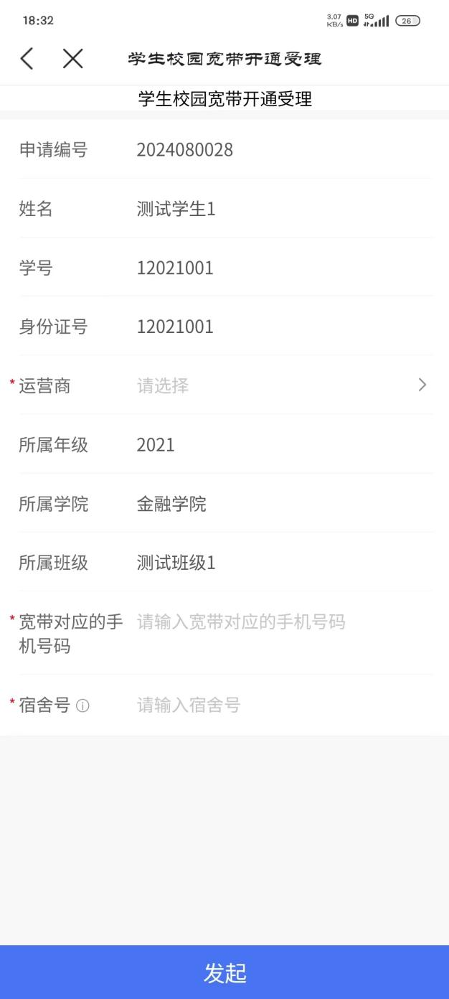 18:32
3.07 KB/s HD 5G 26
学生校园宽带开通受理
学生校园宽带开通受理
申请编号 2024080028
姓名 测试学生1
学号 12021001
身份证号 12021001
* 运营商 请选择
所属年级 2021
所属学院 金融学院
所属班级 测试班级1
* 宽带对应的手 请输入宽带对应的手机号码
机号码
* 宿舍号 请输入宿舍号
发起